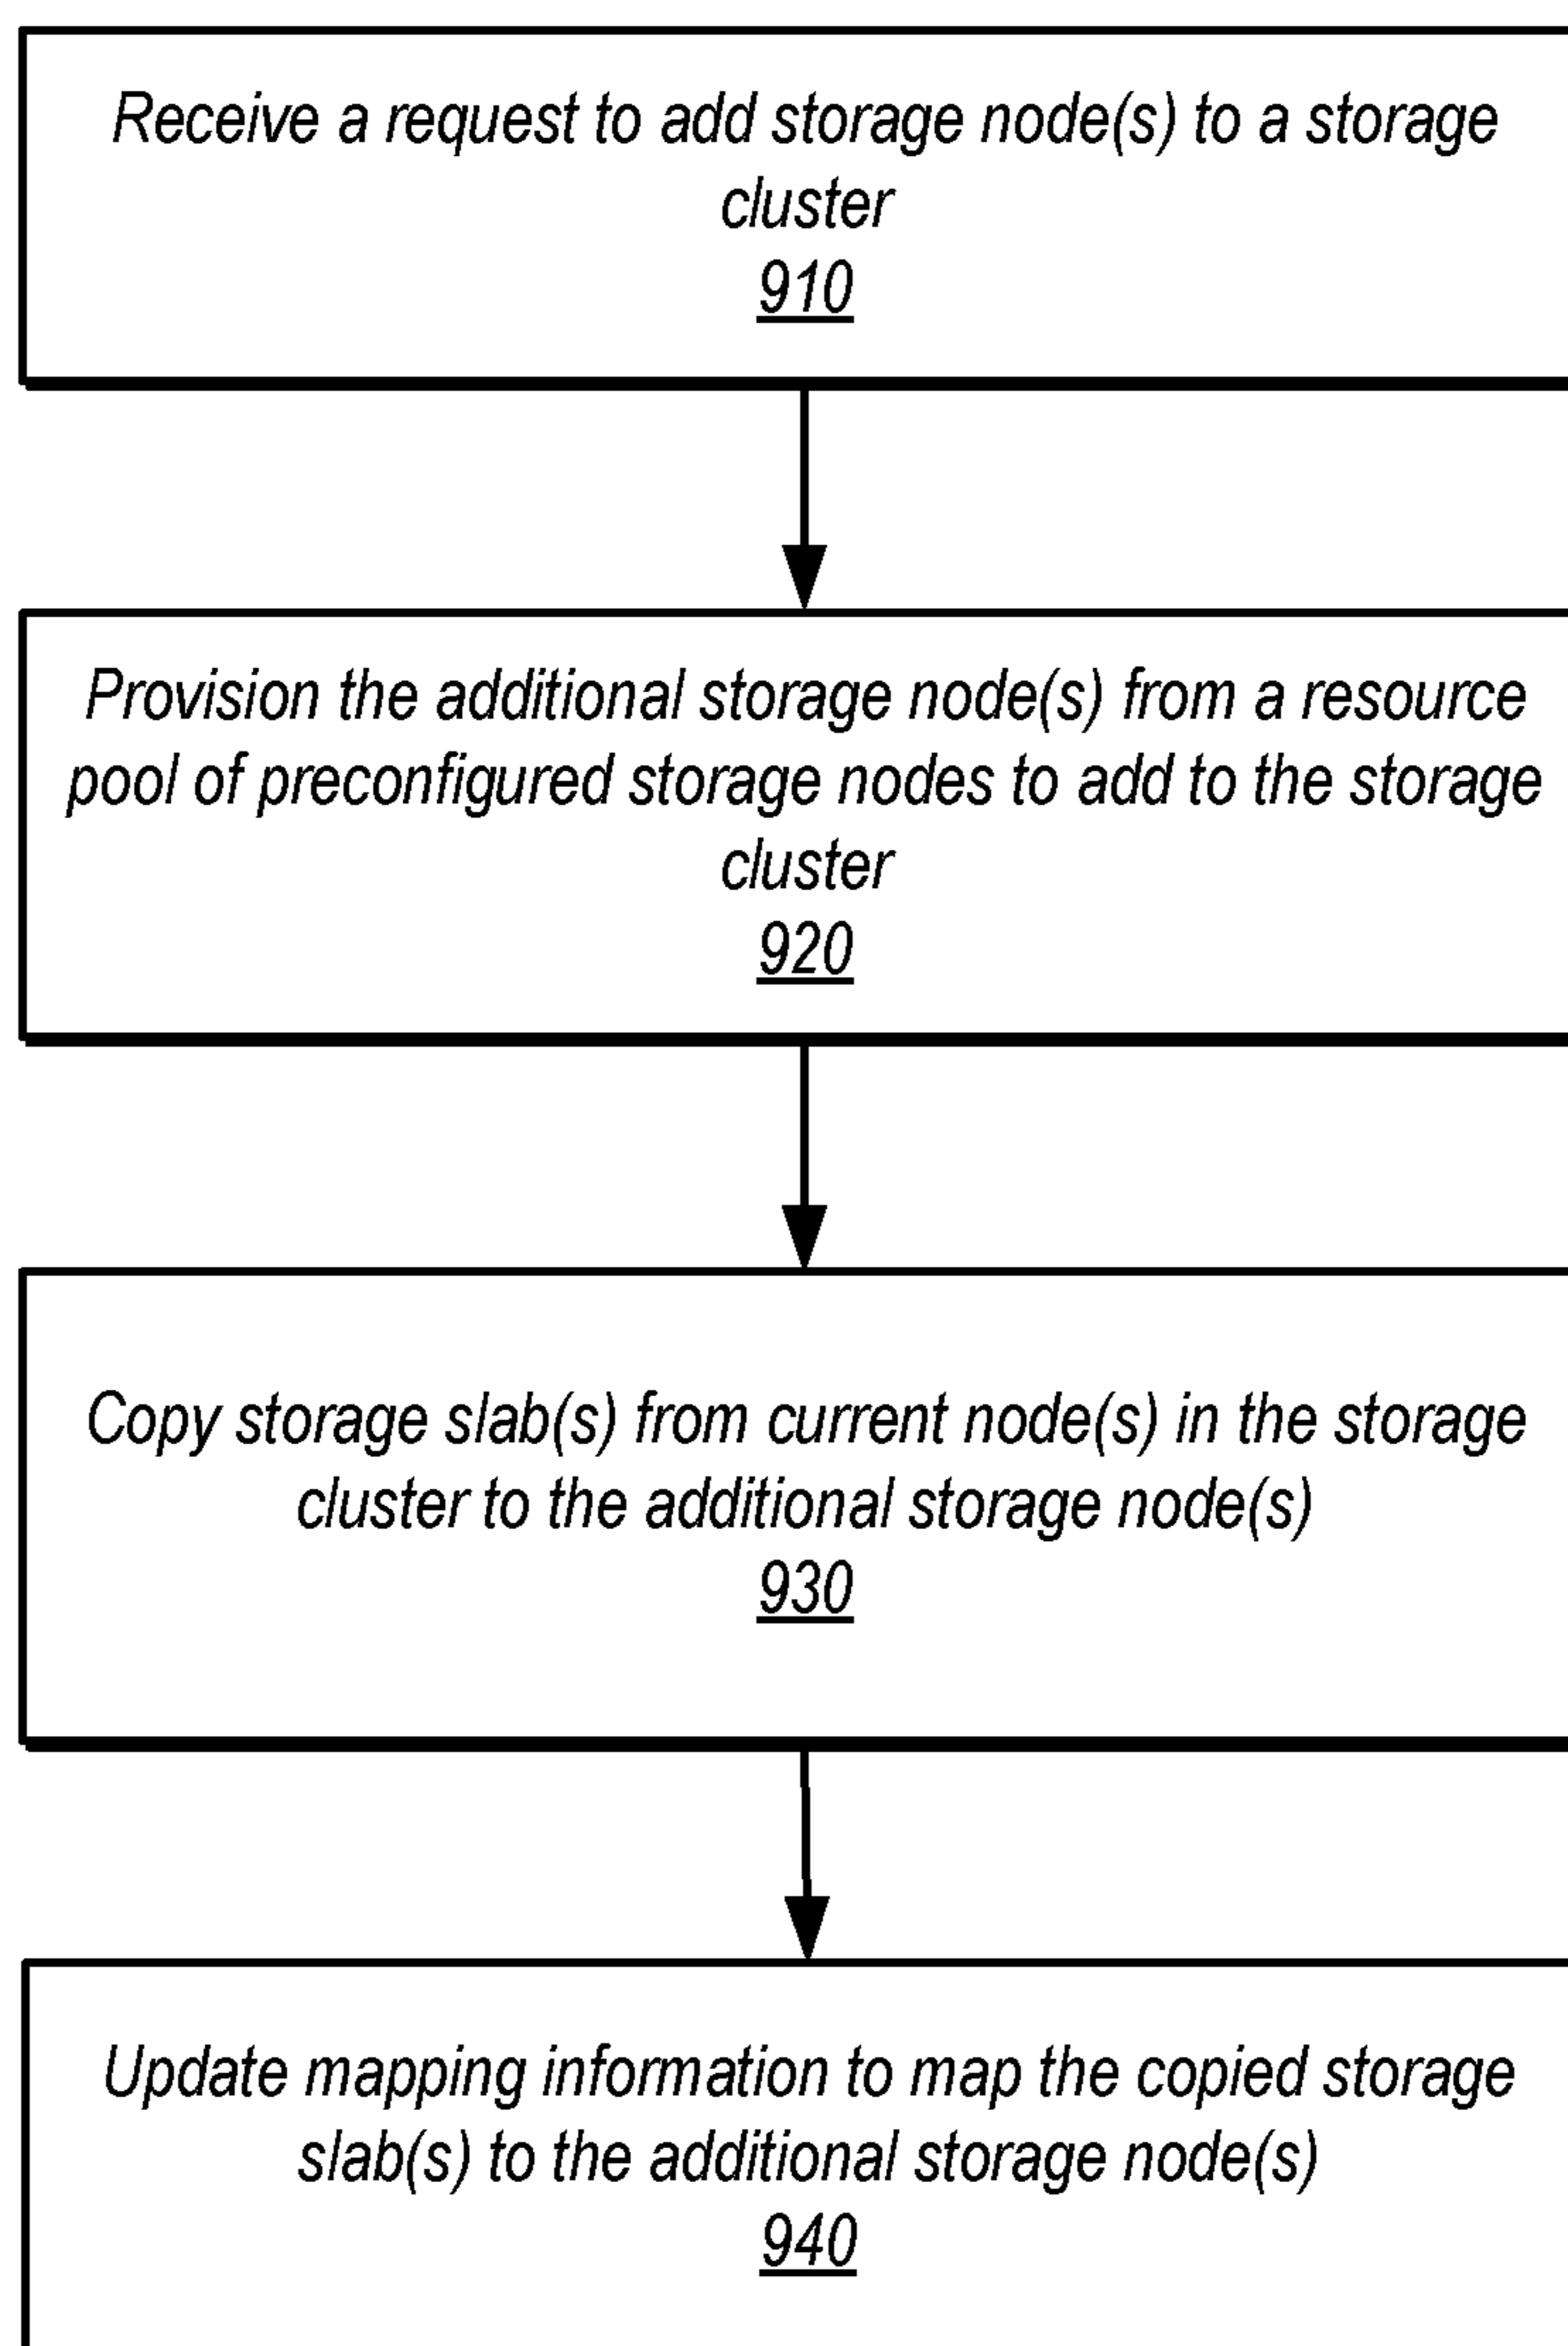 Receive a request to add storage node(s) to a storage
cluster
910
Provision the additional storage node(s) from a resource
pool of preconfigured storage nodes to add to the storage
cluster
920
Copy storage slab(s) from current node(s) in the storage
cluster to the additional storage node(s)
930
Update mapping information to map the copied storage
slab(s) to the additional storage node(s)
940